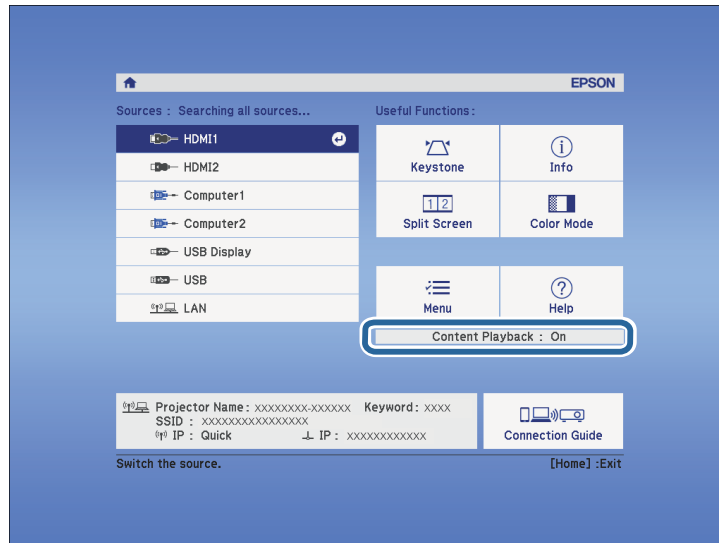 EPSON
Sources : Searching all sources...
Useful Functions :
HDMI1
HDMI2
Computer1
Computer2
USB Display
USB
LAN
Keystone
Info
1 2
Split Screen
Color Mode
Menu
Help
Content Playback : On
Projector Name : xxxxxxxx-xxxxxx Keyword : xxxx
SSID : xxxxxxxxxxxxxxxx
IP : Quick IP : xxxxxxxxxxxx
Connection Guide
Switch the source.
[Home] :Exit